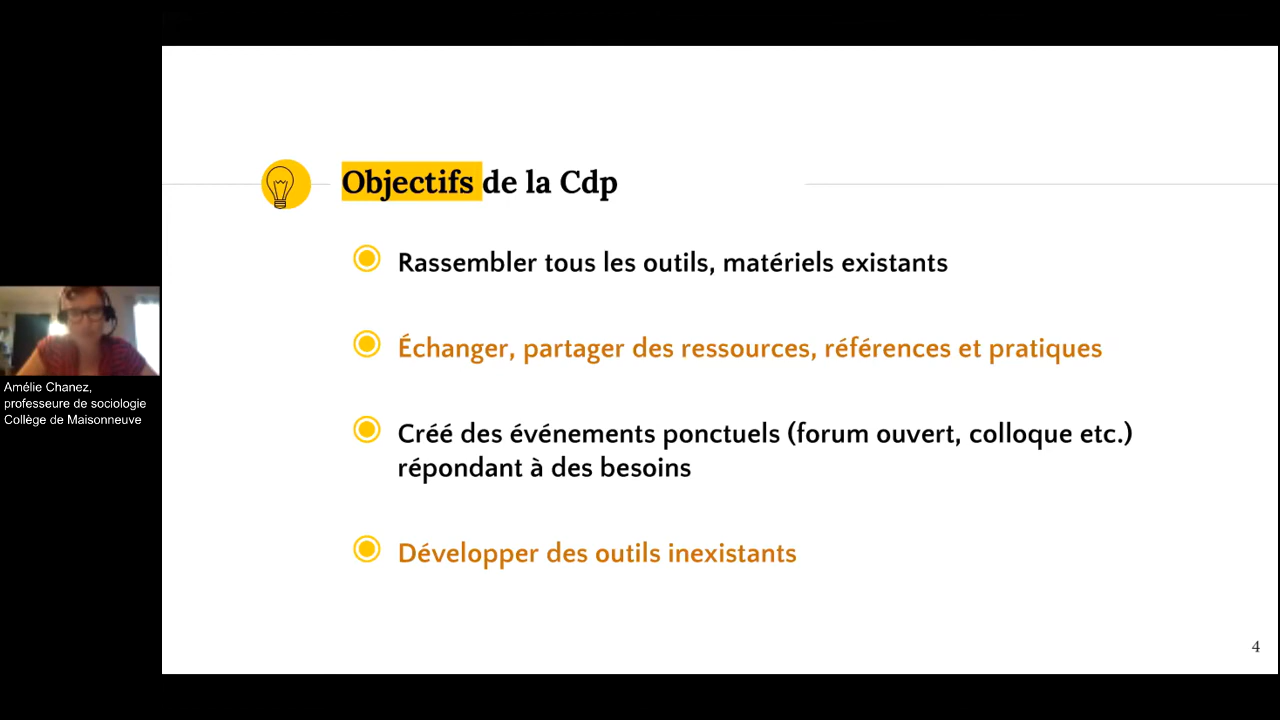 Objectifs de la Cdp
Rassembler tous les outils, matériels existants
Échanger, partager des ressources, références et pratiques
Créé des événements ponctuels (forum ouvert, colloque etc.)
répondant à des besoins
Développer des outils inexistants
Amélie Chanez,
professeure de sociologie
Collège de Maisonneuve
4